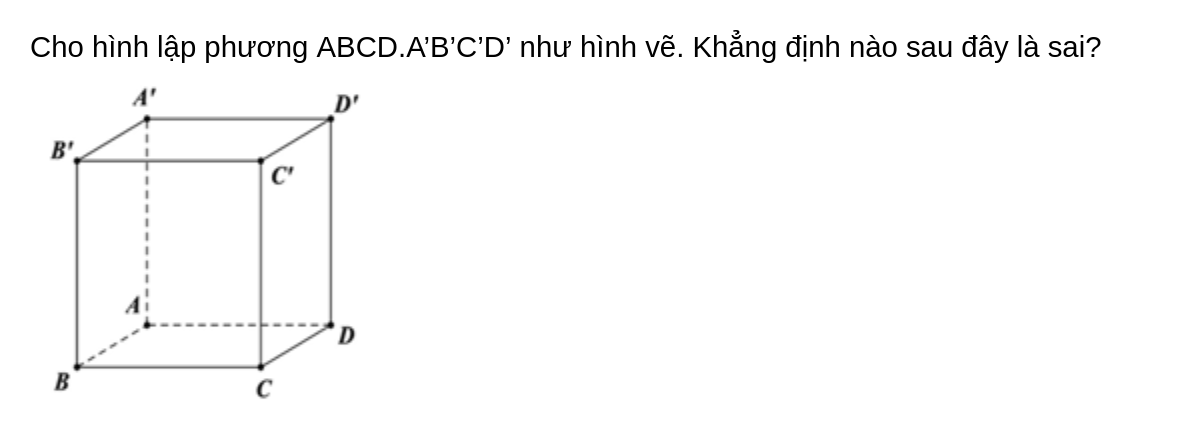 Cho hình lập phương ABCD.A’B’C’D’ như hình vẽ. Khẳng định nào sau đây là sai?
A'
D'
B'
C'
A
D
B
C